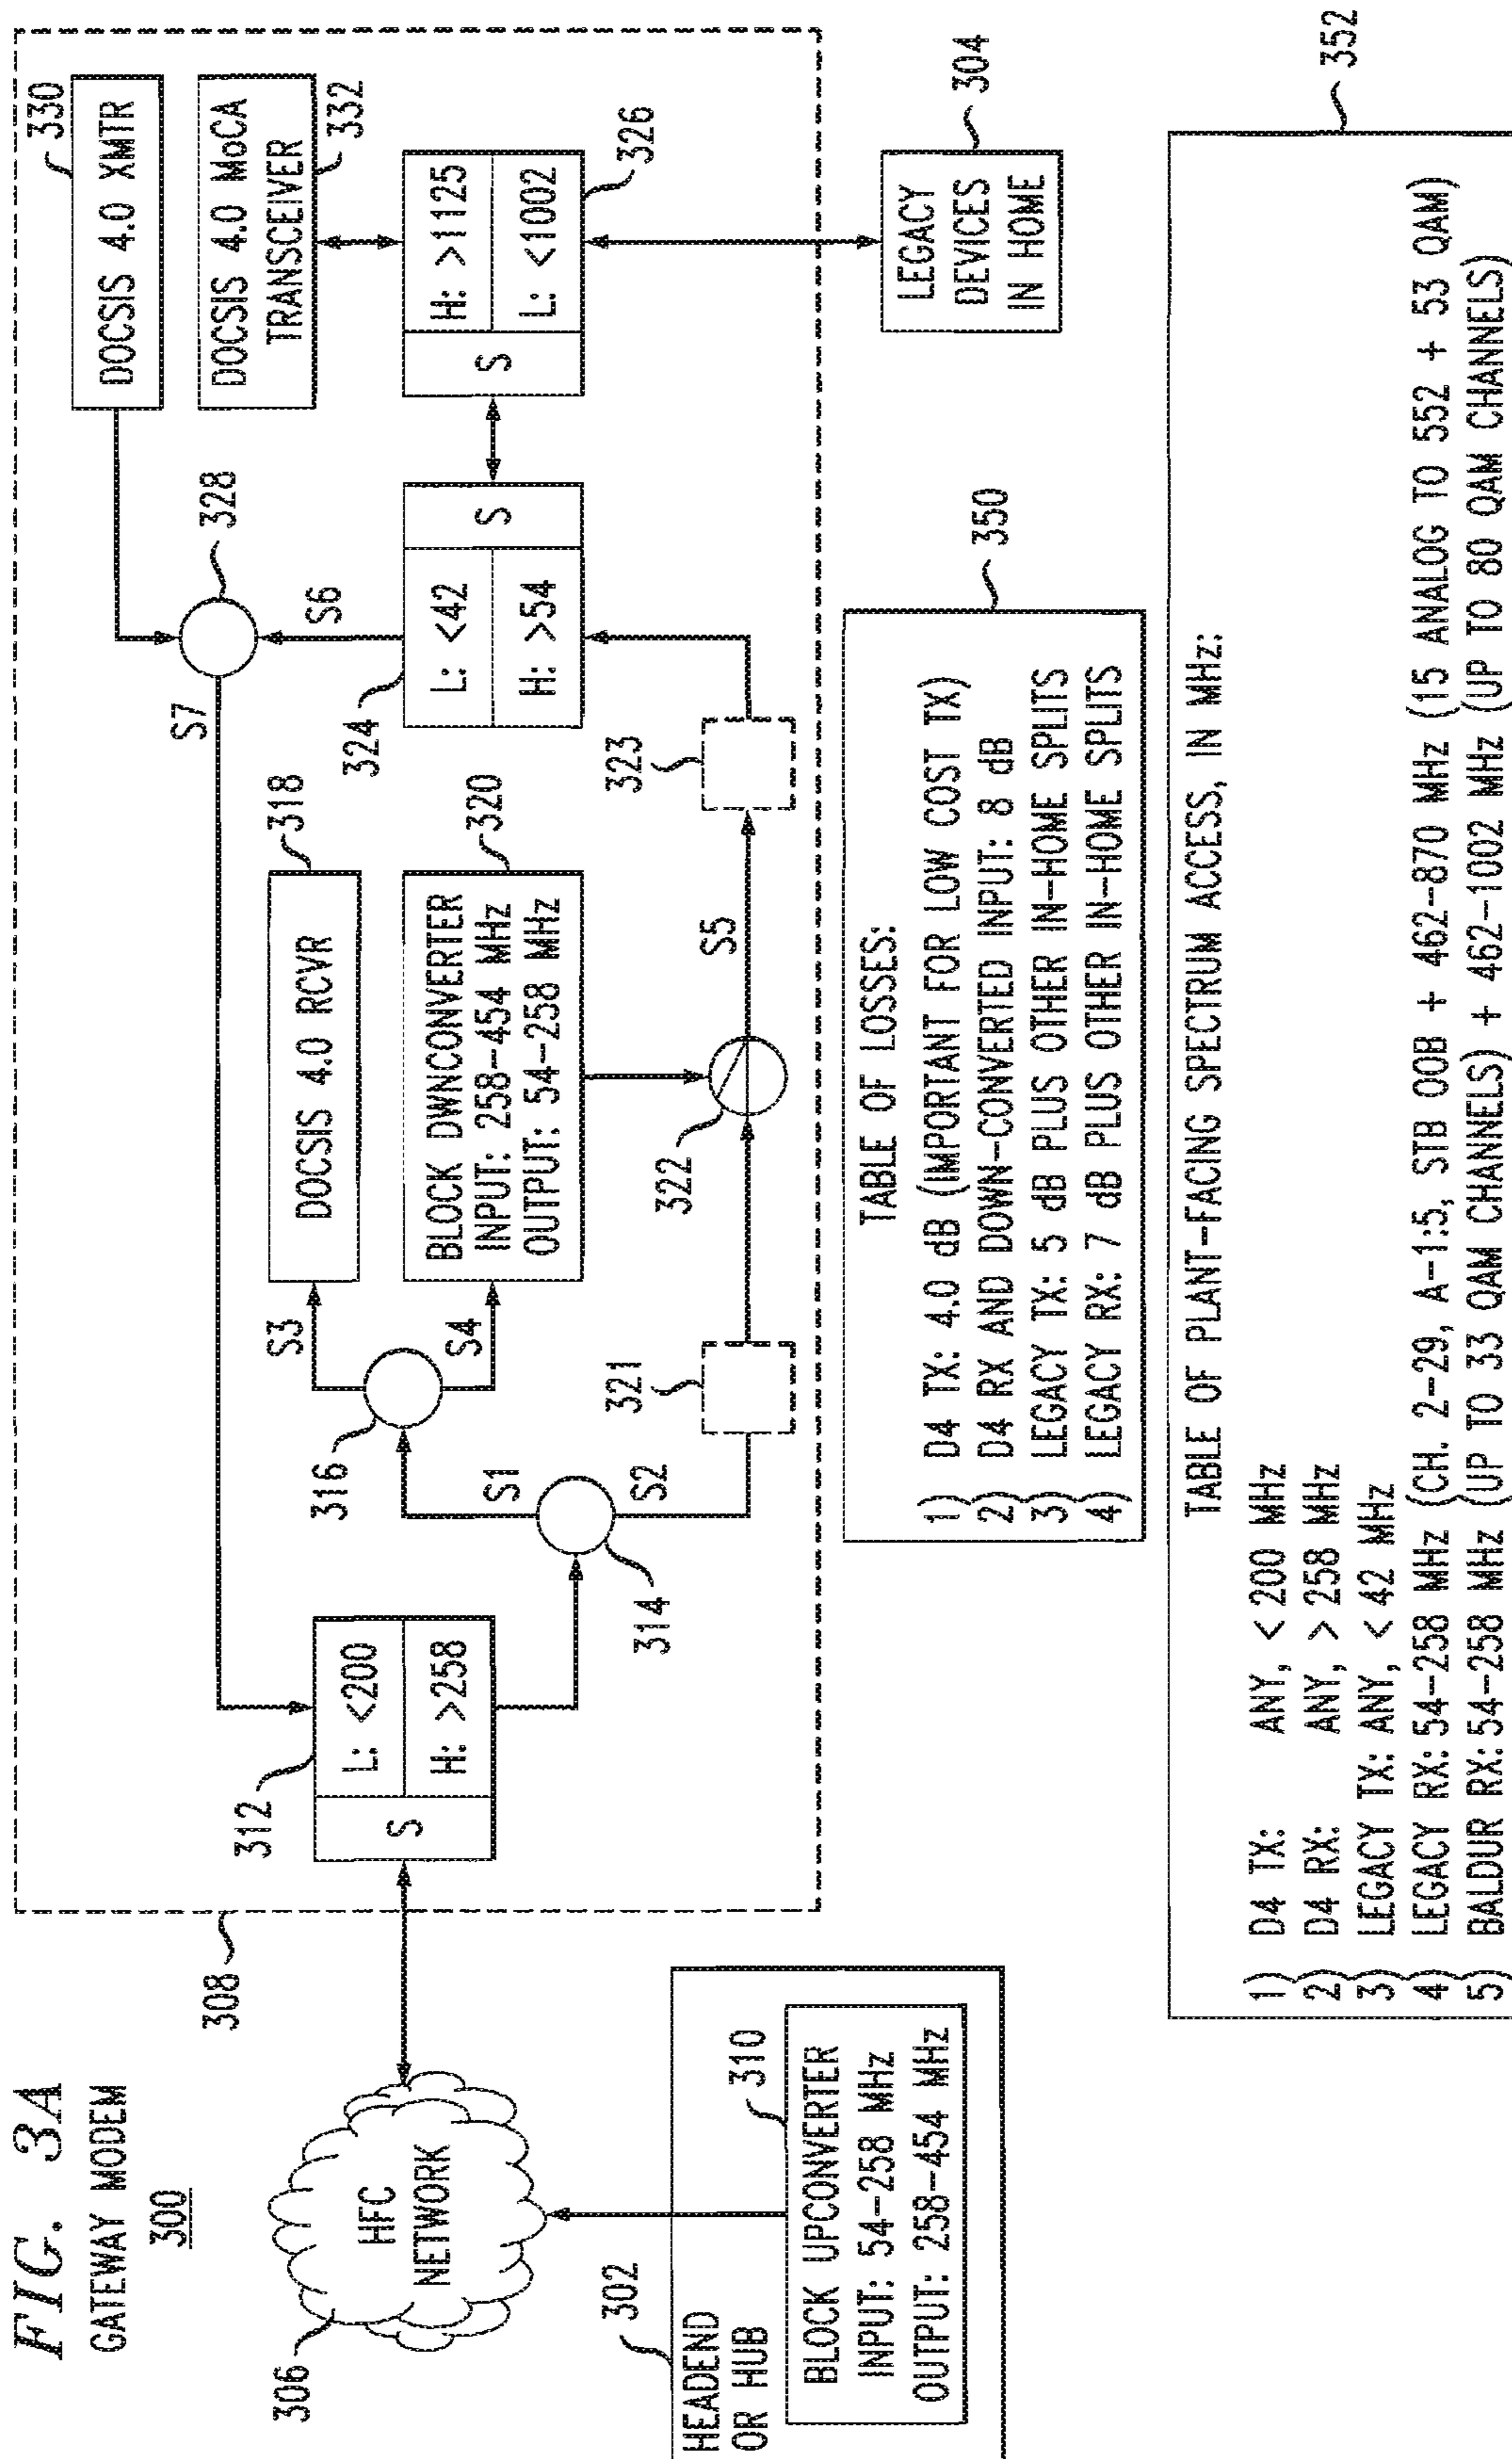 FIG. 3A
GATEWAY MODEM
300
306
HFC
NETWORK
302
HEADEND
OR HUB
310
BLOCK UPCONVERTER
INPUT: 54-258 MHz
OUTPUT: 258-454 MHz
308
312
S
L: <200
H: >258
314
S1
S2
316
S3
S4
318
DOCSIS 4.0 RCVR
320
BLOCK DWNCONVERTER
INPUT: 258-454 MHz
OUTPUT: 54-258 MHz
321
322
S5
323
324
L: <42
H: >54
S
S6
S7
328
330
DOCSIS 4.0 XMTR
DOCSIS 4.0 MoCA
TRANSCEIVER
332
S
H: >1125
L: <1002
326
LEGACY
DEVICES
IN HOME
304
350
TABLE OF LOSSES:
1) D4 TX: 4.0 dB (IMPORTANT FOR LOW COST TX)
2) D4 RX AND DOWN-CONVERTED INPUT: 8 dB
3) LEGACY TX: 5 dB PLUS OTHER IN-HOME SPLITS
4) LEGACY RX: 7 dB PLUS OTHER IN-HOME SPLITS
352
TABLE OF PLANT-FACING SPECTRUM ACCESS, IN MHz:
1) D4 TX: ANY, < 200 MHz
2) D4 RX: ANY, > 258 MHz
3) LEGACY TX: ANY, < 42 MHz
4) LEGACY RX: 54-258 MHz (CH. 2-29, A-1:5, STB OOB + 462-870 MHz (15 ANALOG TO 552 + 53 QAM)
5) BALDUR RX: 54-258 MHz (UP TO 33 QAM CHANNELS) + 462-1002 MHz (UP TO 80 QAM CHANNELS)